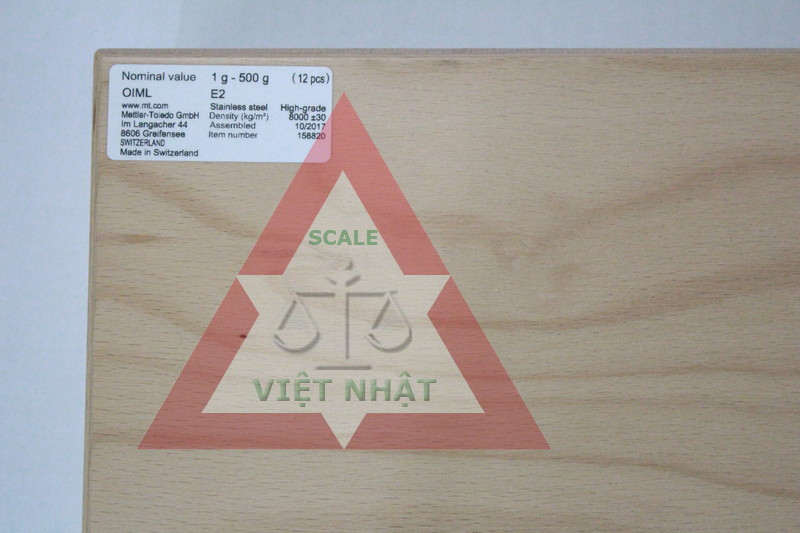 Nominal value 1 g - 500 g (12 pcs)
OIML E2
www.mt.com Stainless steel High-grade
Mettler-Toledo GmbH Density (kg/m³) 8000 ±30
Im Langacher 44 Assembled 10/2017
8606 Greifensee Item number 158820
SWITZERLAND
Made in Switzerland
SCALE
VIỆT NHẬT